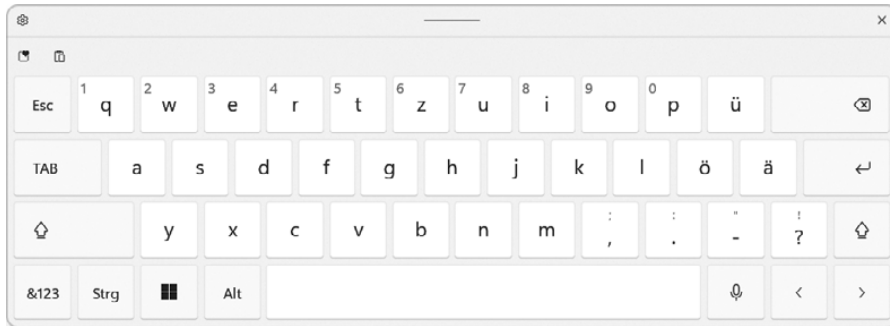 Esc 1 q 2 w 3 e 4 r 5 t 6 z 7 u 8 i 9 o 0 p ü
TAB a s d f g h j k l ö ä
y x c v b n m ; , : . " - ! ?
&123 Strg Alt < >